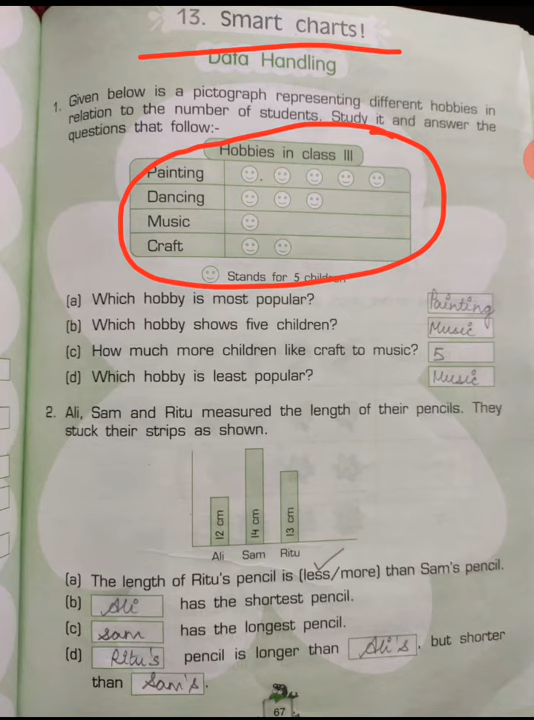 13. Smart charts!
Data Handling
1. Given below is a pictograph representing different hobbies in
relation to the number of students. Study it and answer the
questions that follow:-
Hobbies in class III
Painting
Dancing
Music
Craft
Stands for 5 children
(a) Which hobby is most popular? Painting
(b) Which hobby shows five children? Music
(c) How much more children like craft to music? 5
(d) Which hobby is least popular? Music
2. Ali, Sam and Ritu measured the length of their pencils. They
stuck their strips as shown.
12 cm 14 cm 13 cm
Ali Sam Ritu
(a) The length of Ritu's pencil is (less/more) than Sam's pencil.
(b) Ali has the shortest pencil.
(c) Sam has the longest pencil.
(d) Ritu's pencil is longer than Ali's, but shorter
than Sam's.
67